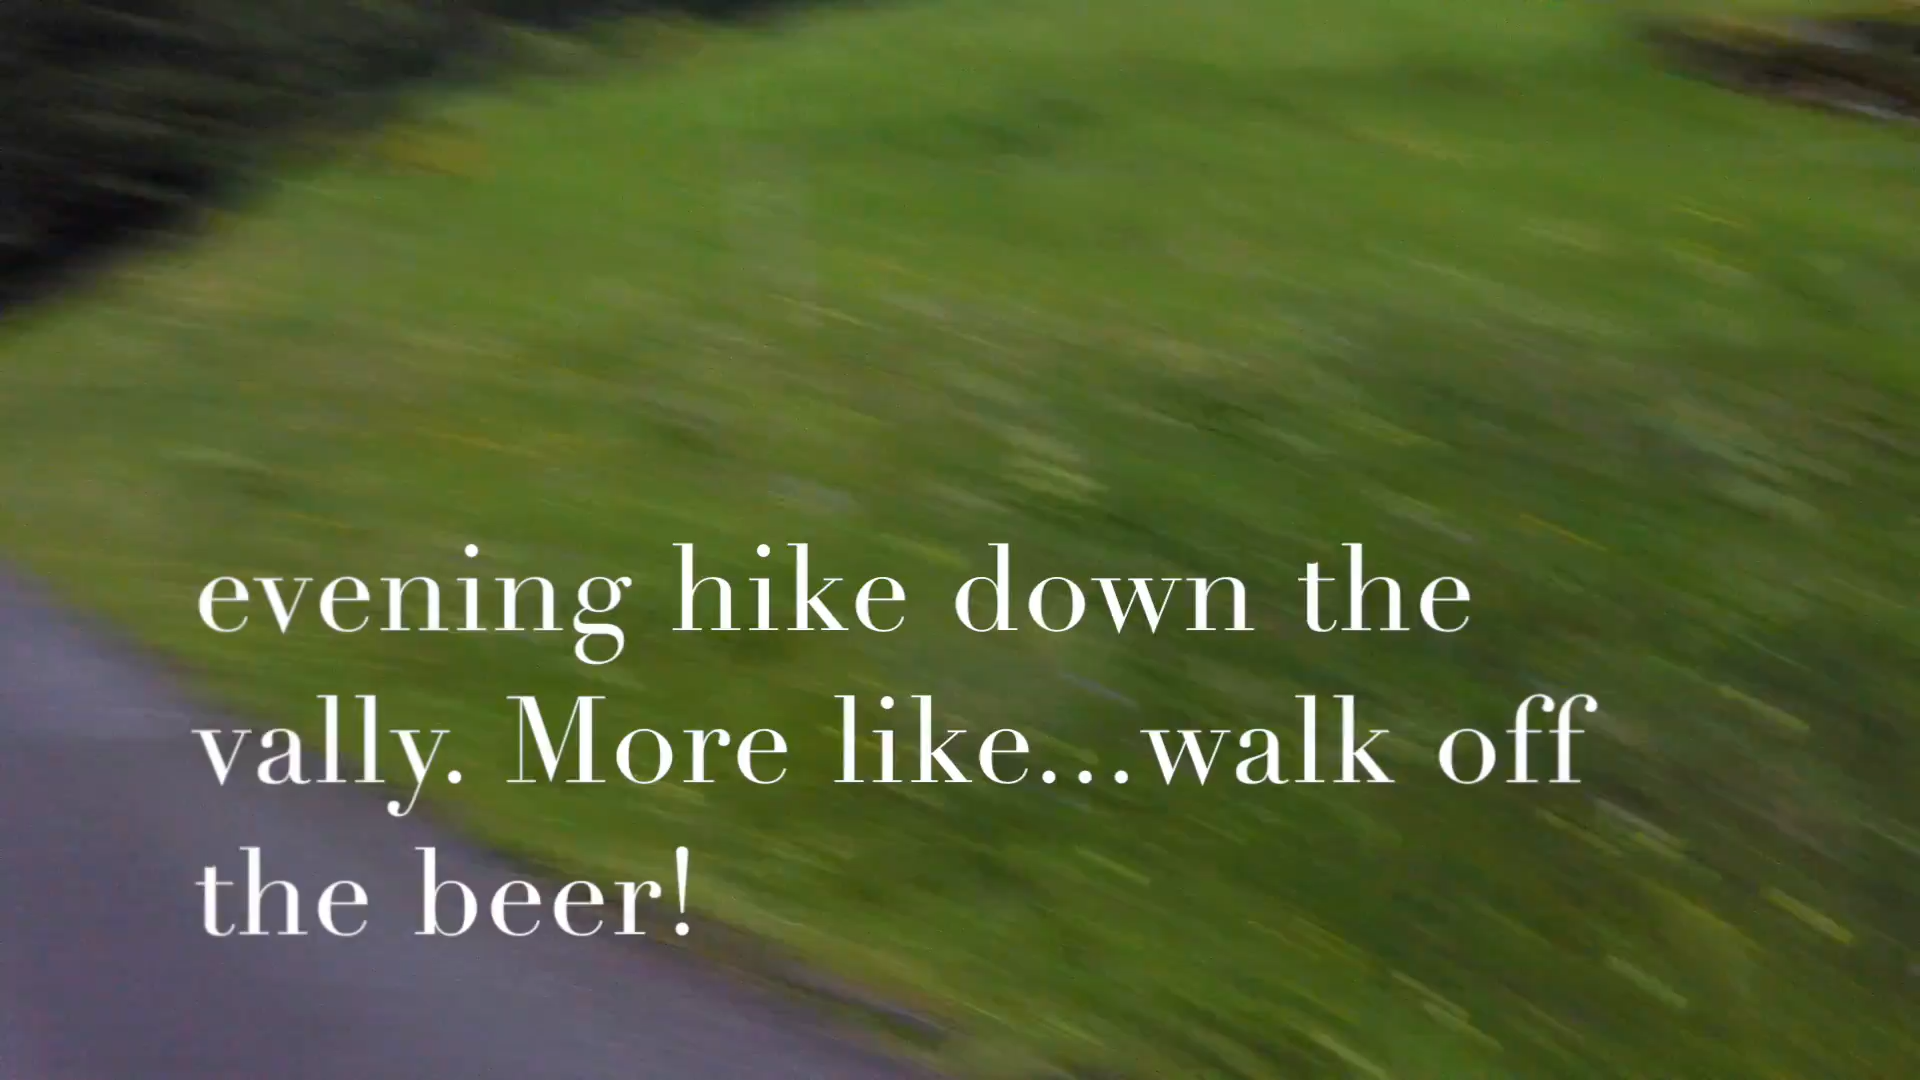 evening hike down the
vally. More like...walk off
the beer!